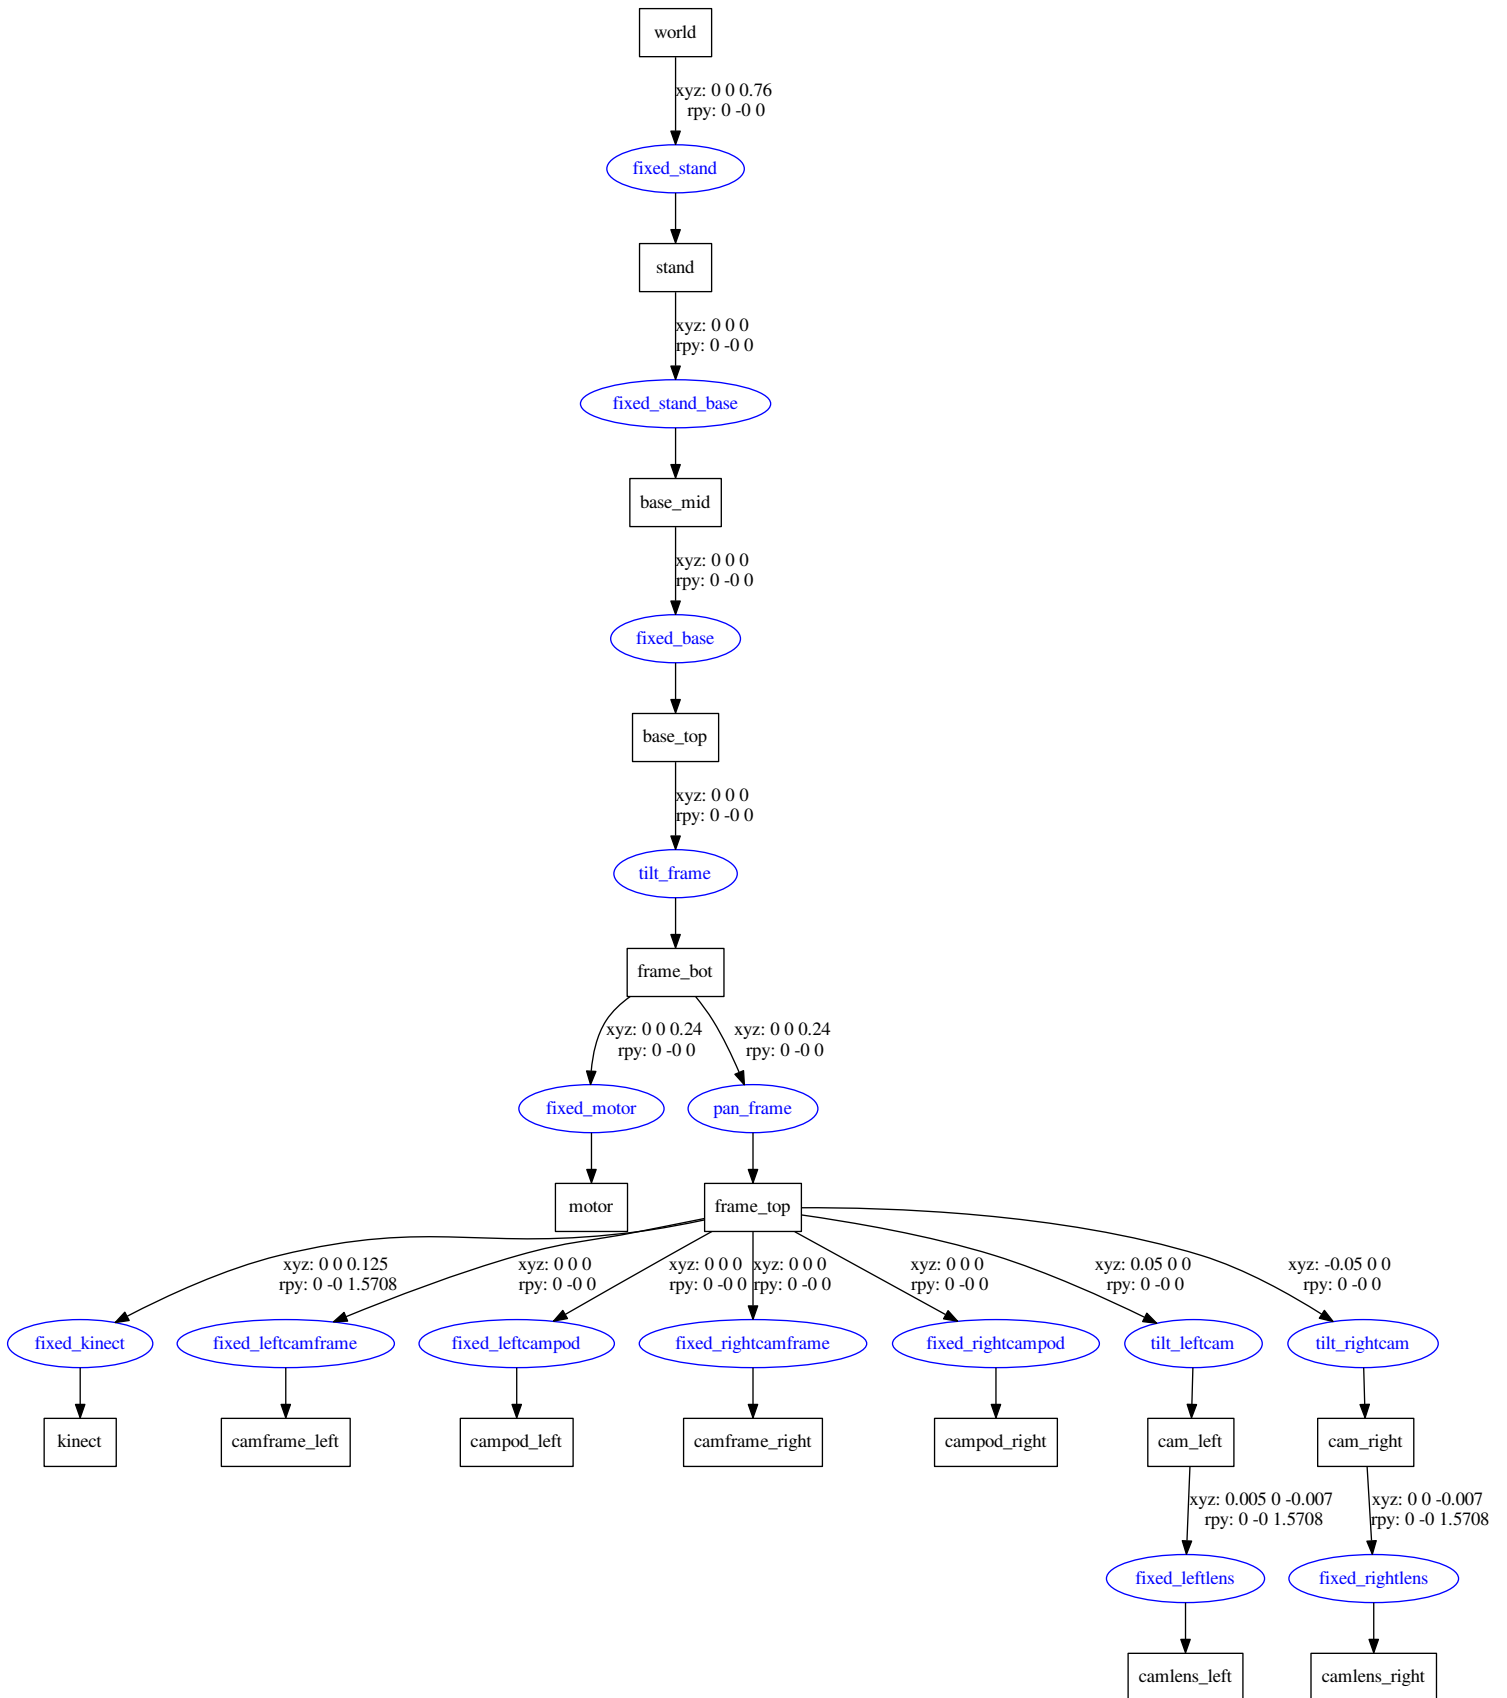 world
xyz: 0 0 0.76
rpy: 0 -0 0
fixed_stand
stand
xyz: 0 0 0
rpy: 0 -0 0
fixed_stand_base
base_mid
xyz: 0 0 0
rpy: 0 -0 0
fixed_base
base_top
xyz: 0 0 0
rpy: 0 -0 0
tilt_frame
frame_bot
xyz: 0 0 0.24
rpy: 0 -0 0
xyz: 0 0 0.24
rpy: 0 -0 0
fixed_motor
pan_frame
motor
frame_top
xyz: 0 0 0.125
rpy: 0 -0 1.5708
xyz: 0 0 0
rpy: 0 -0 0
xyz: 0 0 0
rpy: 0 -0 0
xyz: 0 0 0
rpy: 0 -0 0
xyz: 0 0 0
rpy: 0 -0 0
xyz: 0.05 0 0
rpy: 0 -0 0
xyz: -0.05 0 0
rpy: 0 -0 0
fixed_kinect
fixed_leftcamframe
fixed_leftcampod
fixed_rightcamframe
fixed_rightcampod
tilt_leftcam
tilt_rightcam
kinect
camframe_left
campod_left
camframe_right
campod_right
cam_left
cam_right
xyz: 0.005 0 -0.007
rpy: 0 -0 1.5708
xyz: 0 0 -0.007
rpy: 0 -0 1.5708
fixed_leftlens
fixed_rightlens
camlens_left
camlens_right